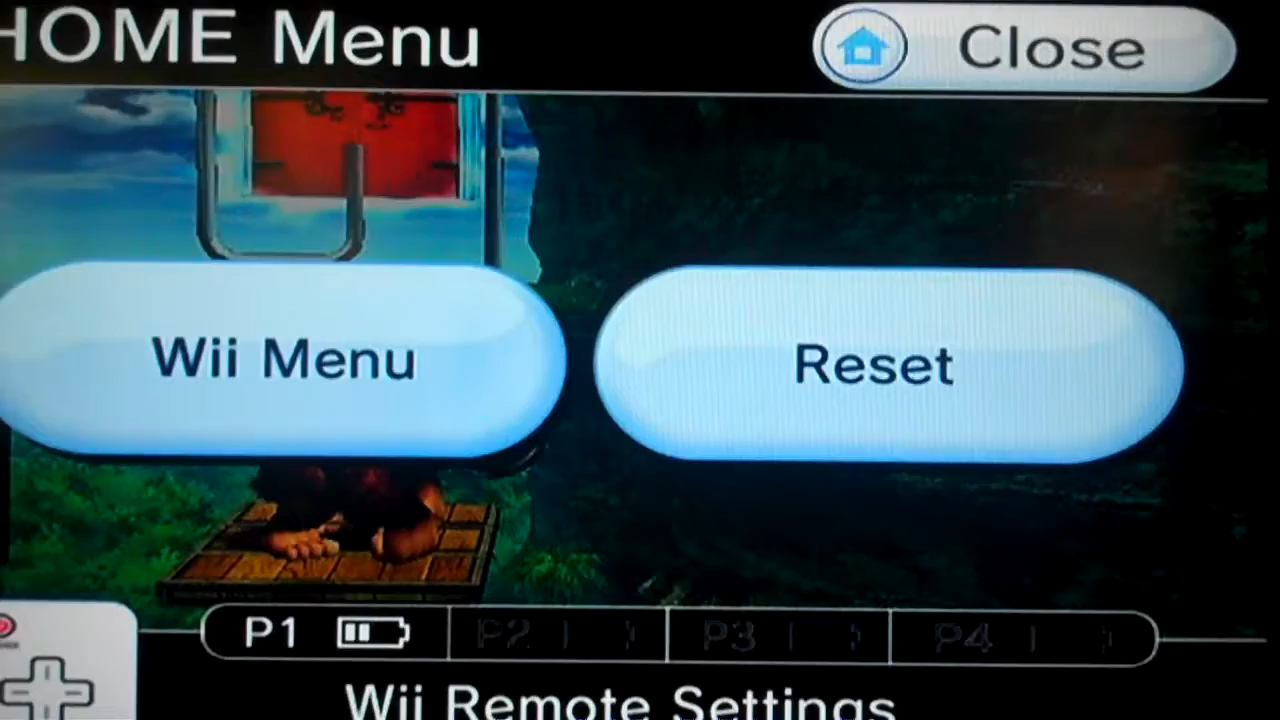 HOME Menu
Close
Wii Menu
Reset
P1 P2 P3 P4
Wii Remote Settings